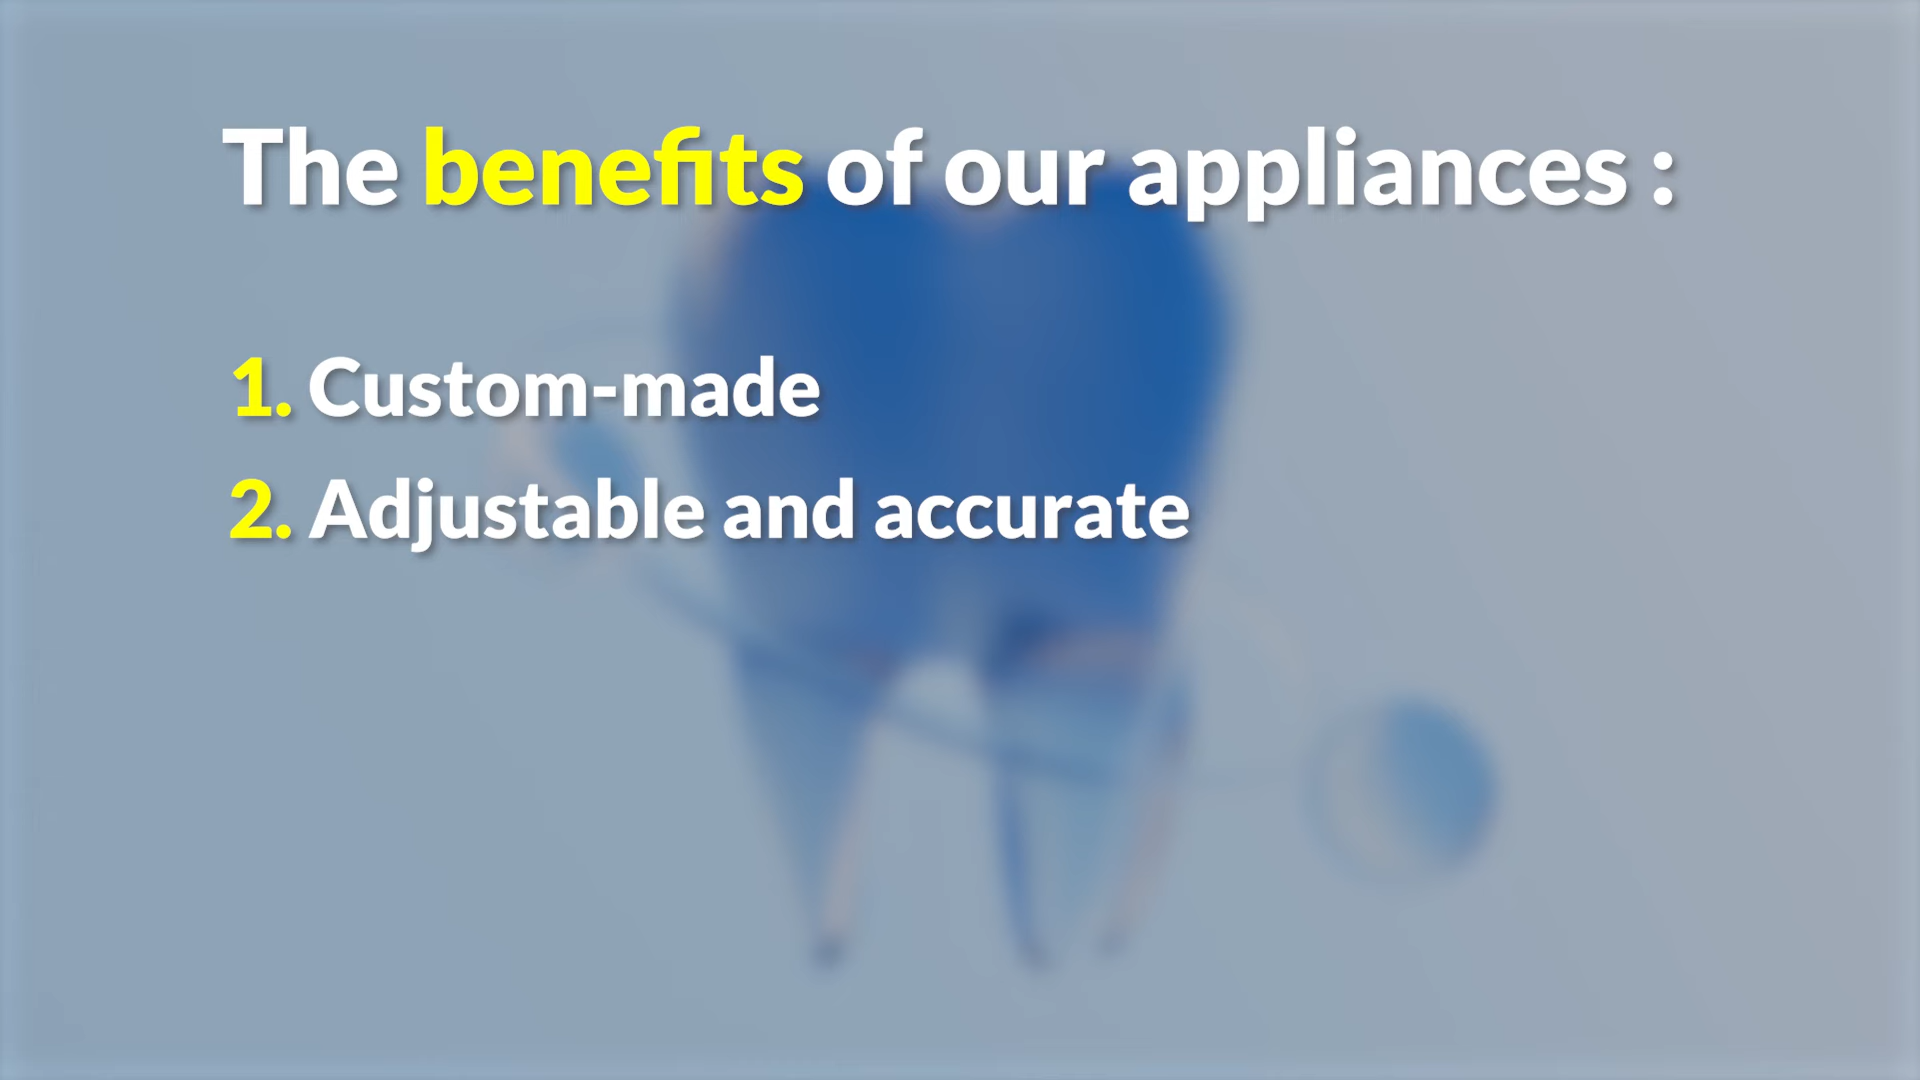 The benefits of our appliances :
1. Custom-made
2. Adjustable and accurate